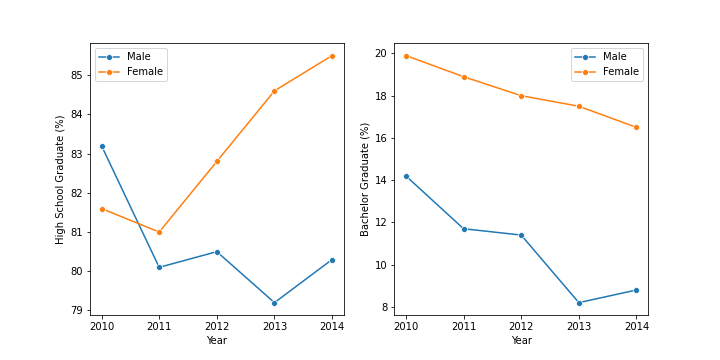 High School Graduate (%)
85
84
83
82
81
80
79
Male
Female
2010 2011 2012 2013 2014
Year
Bachelor Graduate (%)
20
18
16
14
12
10
8
Male
Female
2010 2011 2012 2013 2014
Year